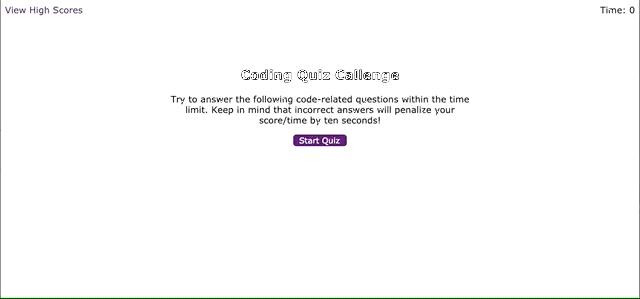 View High Scores
Time: 0
Coding Quiz Callenge
Try to answer the following code-related questions within the time
limit. Keep in mind that incorrect answers will penalize your
score/time by ten seconds!
Start Quiz